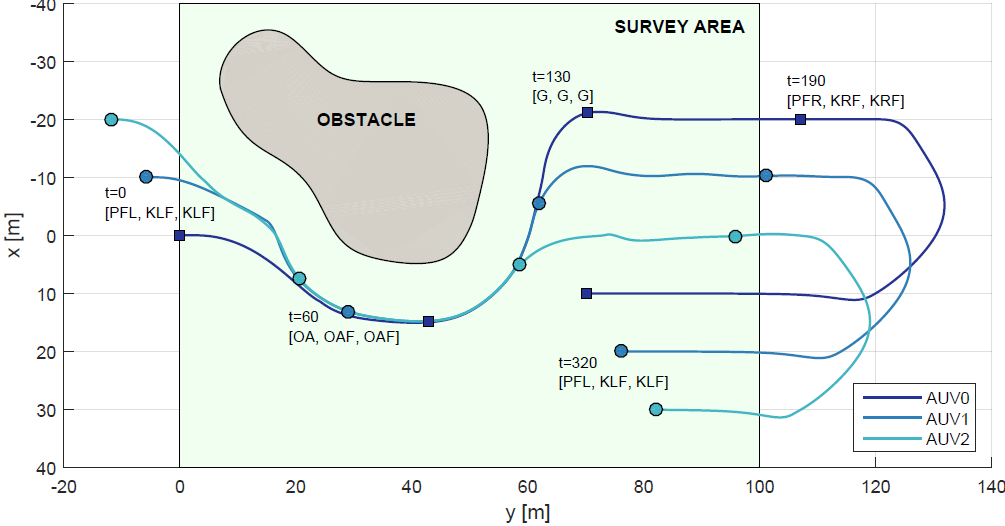 -40
-30
-20
-10
0
10
20
30
40
x [m]
SURVEY AREA
OBSTACLE
t=0
[PFL, KLF, KLF]
t=60
[OA, OAF, OAF]
t=130
[G, G, G]
t=190
[PFR, KRF, KRF]
t=320
[PFL, KLF, KLF]
AUV0
AUV1
AUV2
-20
0
20
40
60
80
100
120
140
y [m]